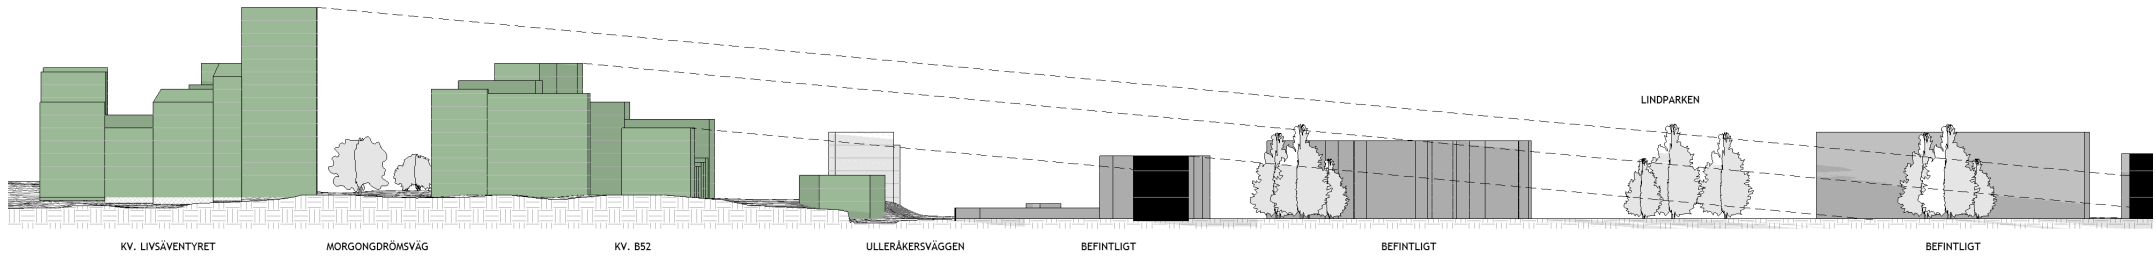 LINDPARKEN
KV. LIVSÄVENTYRET
MORGONGDRÖMSVÄG
KV. B52
ULLERÅKERSVÄGGEN
BEFINTLIGT
BEFINTLIGT
BEFINTLIGT